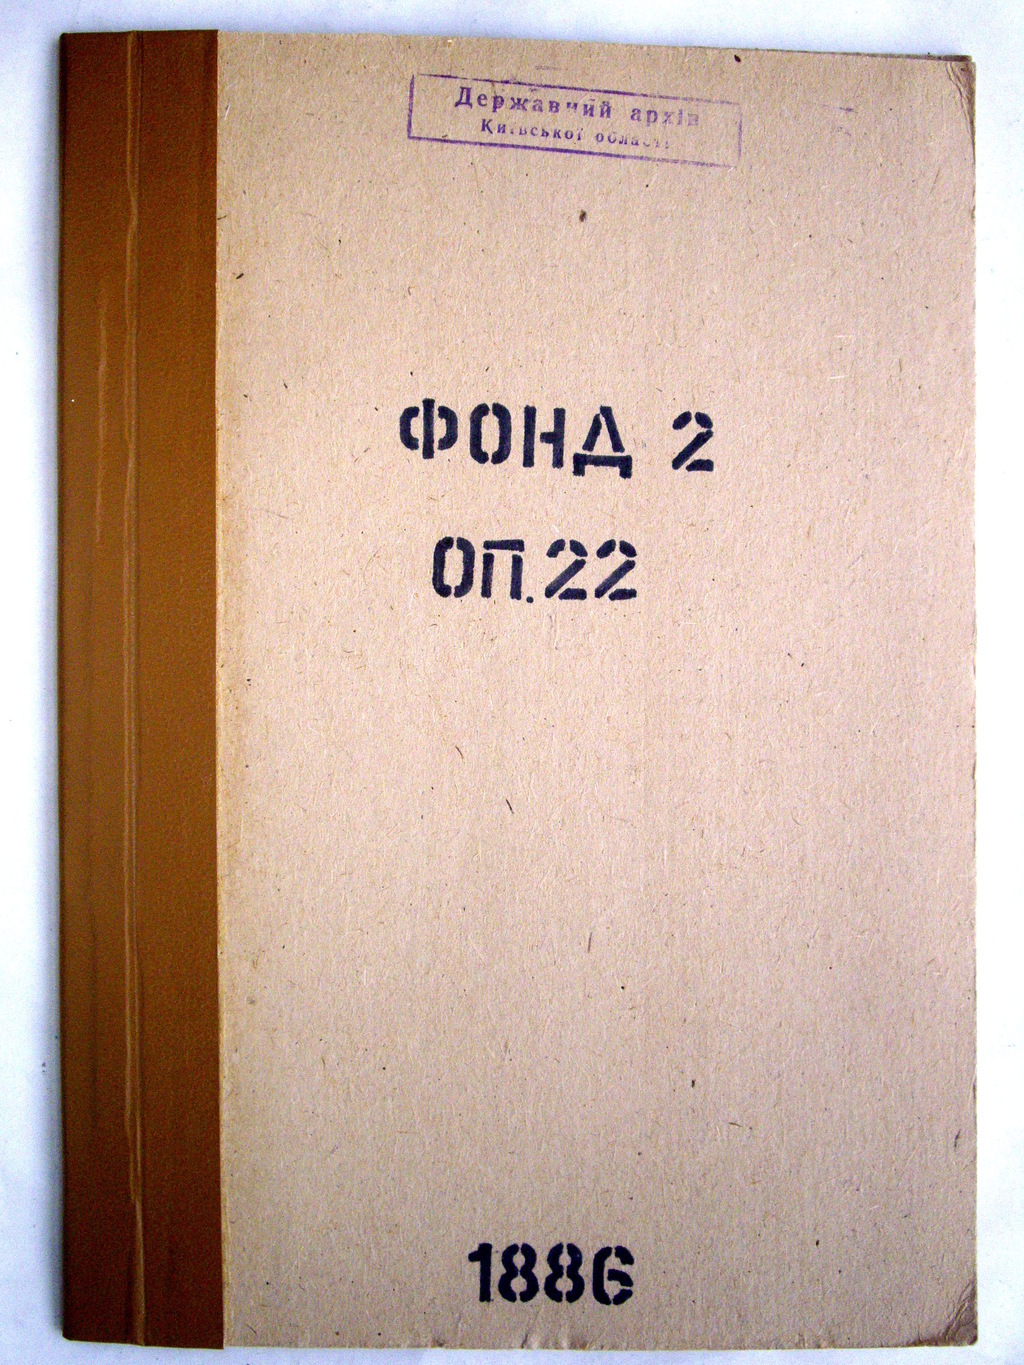 Державний архів
Київської області
ФОНД 2
ОП.22
1886